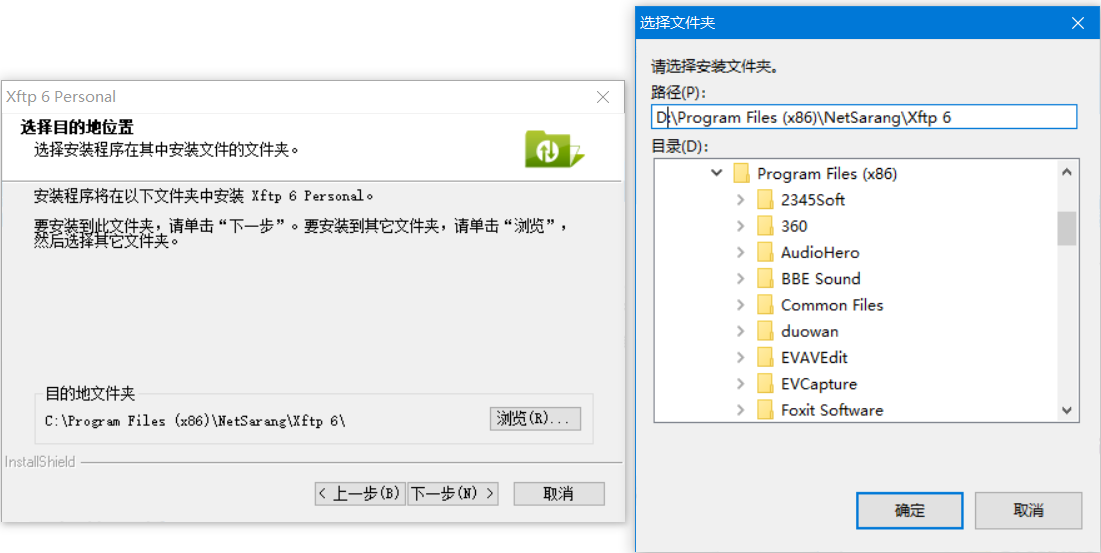 Xftp 6 Personal
选择目的地位置
选择安装程序在其中安装文件的文件夹。
安装程序将在以下文件夹中安装 Xftp 6 Personal。
要安装到此文件夹，请单击“下一步”。要安装到其它文件夹，请单击“浏览”，
然后选择其它文件夹。
目的地文件夹
C:\Program Files (x86)\NetSarang\Xftp 6\
浏览(R)...
InstallShield
< 上一步(B)
下一步(N) >
取消
选择文件夹
请选择安装文件夹。
路径(P):
D:\Program Files (x86)\NetSarang\Xftp 6
目录(D):
Program Files (x86)
2345Soft
360
AudioHero
BBE Sound
Common Files
duowan
EVAVEdit
EVCapture
Foxit Software
确定
取消